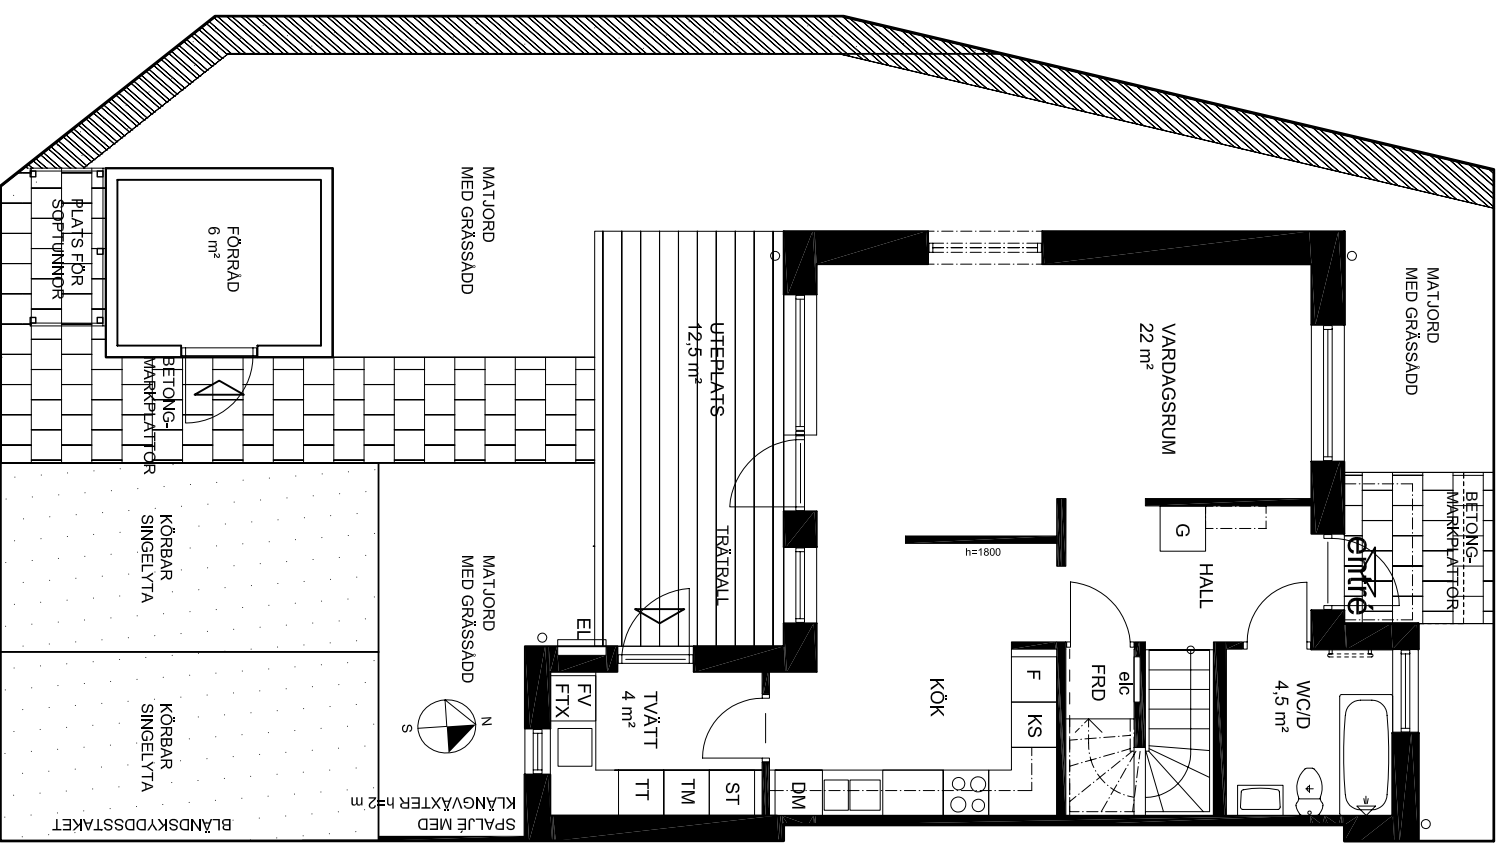 MATJORD
MED GRÄSSÅDD
PLATS FÖR
SOPTUNNOR
FÖRRÅD
6 m²
MATJORD
MED GRÄSSÅDD
UTEPLATS
12,5 m²
VARDAGSRUM
22 m²
BETONG-
MARKPLATTOR
BETONG-
MARKPLATTOR
KÖRBAR
SINGELYTA
MATJORD
MED GRÄSSÅDD
TRÄTRALL
h=1800
G
HALL
entré
EL
KÖRBAR
SINGELYTA
N
S
FV
FTX
TVÄTT
4 m²
KÖK
F
KS
FRD
elc
WC/D
4,5 m²
TT
TM
ST
DM
SPALJÉ MED
KLÄNGVÄXTER h=2 m
BLÄNDSKYDDSSTAKET